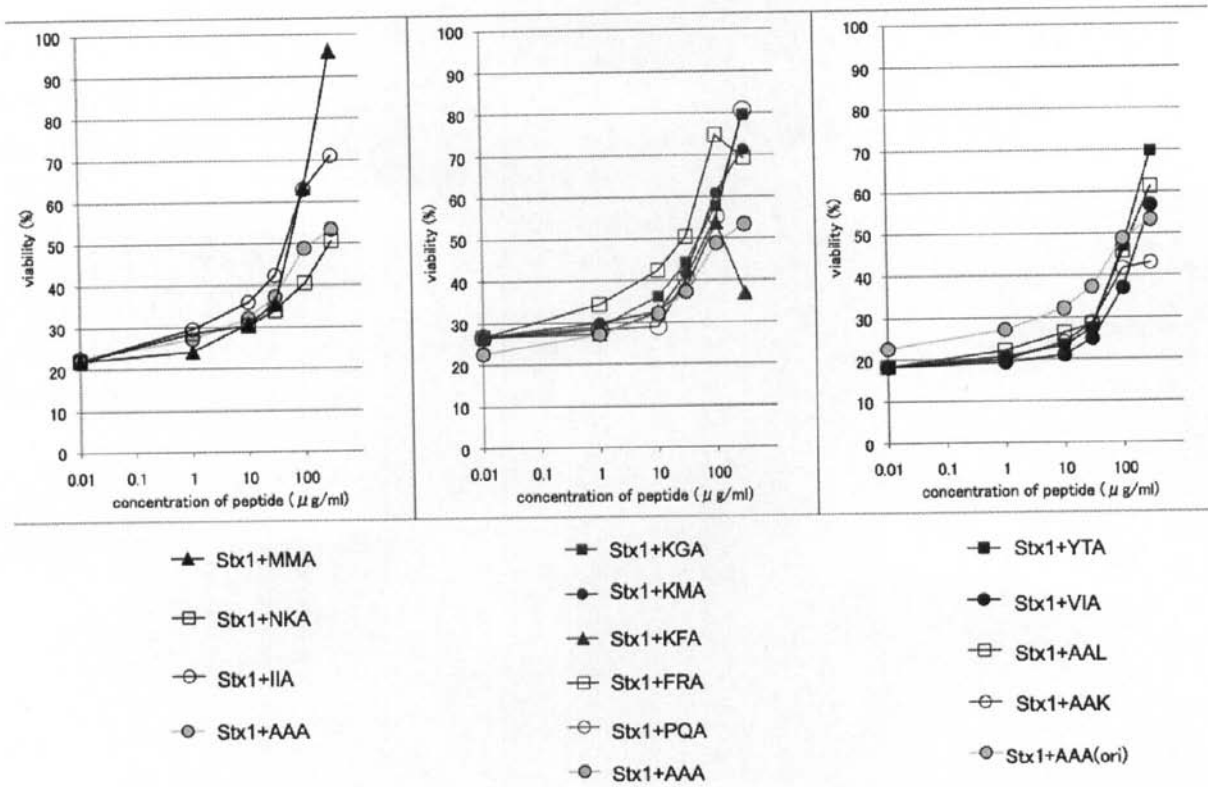 100
90
80
70
60
50
40
30
20
10
0
viability (%)
0.01 0.1 1 10 100
concentration of peptide ( μ g/ml)
100
90
80
70
60
50
40
30
20
10
0
viability (%)
0.01 0.1 1 10 100
concentration of peptide ( μ g/ml)
100
90
80
70
60
50
40
30
20
10
0
viability (%)
0.01 0.1 1 10 100
concentration of peptide ( μ g/ml)
Stx1+MMA
Stx1+NKA
Stx1+IIA
Stx1+AAA
Stx1+KGA
Stx1+KMA
Stx1+KFA
Stx1+FRA
Stx1+PQA
Stx1+AAA
Stx1+YTA
Stx1+VIA
Stx1+AAL
Stx1+AAK
Stx1+AAA(ori)